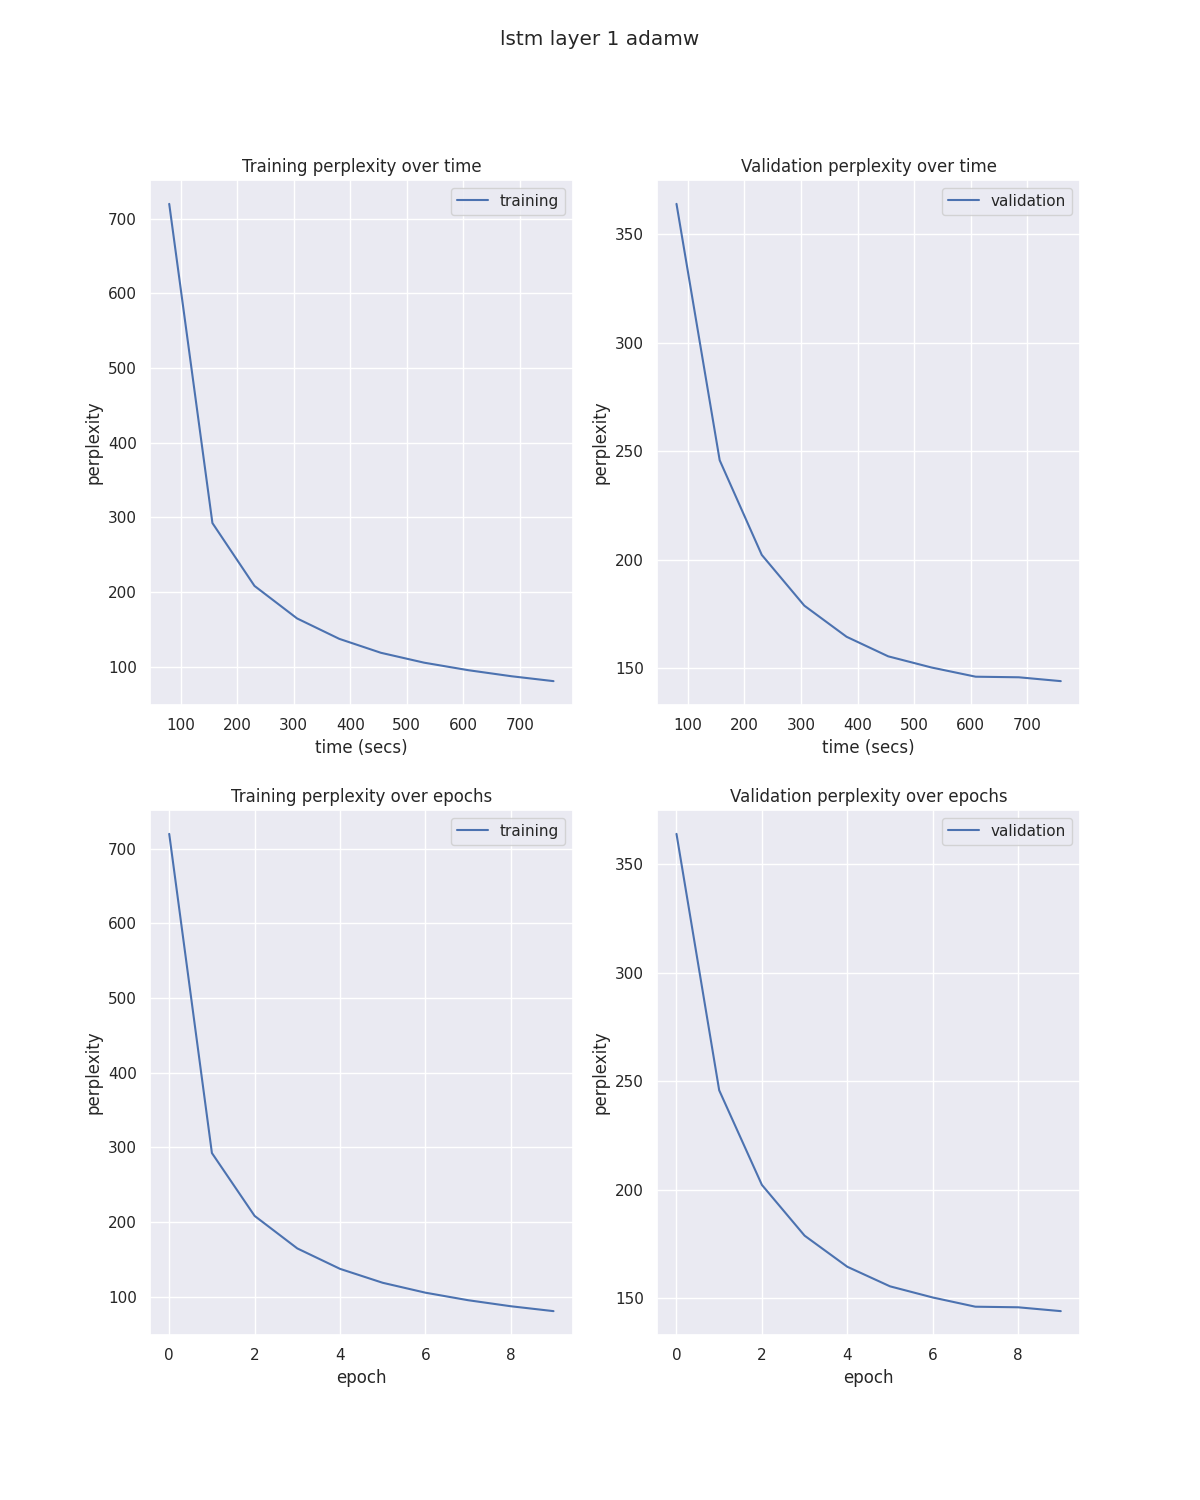 lstm layer 1 adamw
Training perplexity over time
training
700
600
500
400
300
200
100
perplexity
100 200 300 400 500 600 700
time (secs)
Validation perplexity over time
validation
350
300
250
200
150
perplexity
100 200 300 400 500 600 700
time (secs)
Training perplexity over epochs
training
700
600
500
400
300
200
100
perplexity
0 2 4 6 8
epoch
Validation perplexity over epochs
validation
350
300
250
200
150
perplexity
0 2 4 6 8
epoch